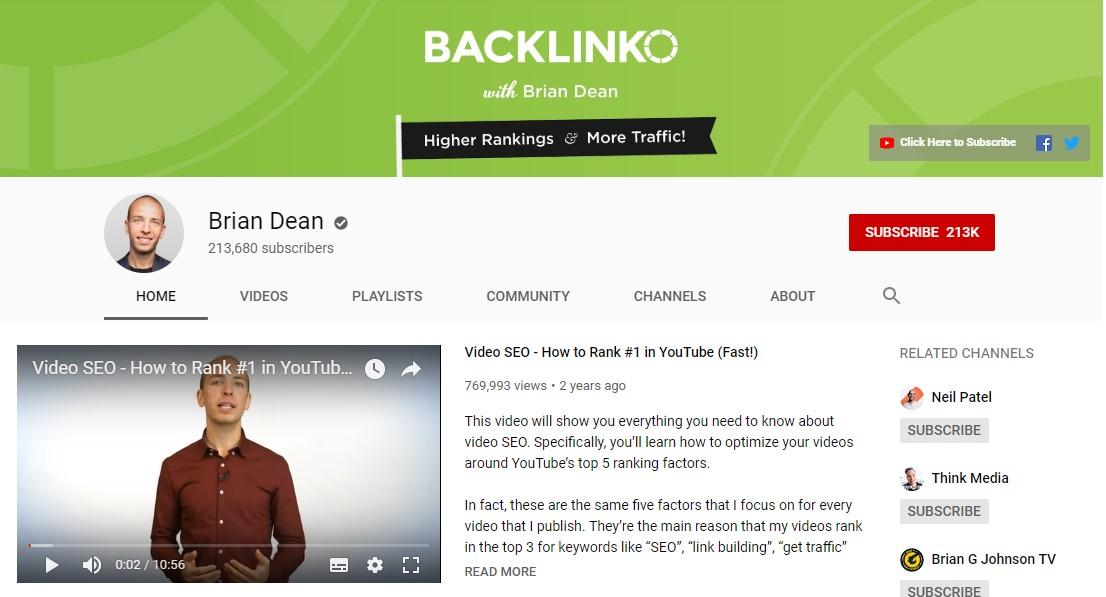 BACKLINKO
with Brian Dean
Higher Rankings & More Traffic!
Click Here to Subscribe
Brian Dean
213,680 subscribers
SUBSCRIBE 213K
HOME VIDEOS PLAYLISTS COMMUNITY CHANNELS ABOUT
Video SEO - How to Rank #1 in YouTub...
0:02 / 10:56
Video SEO - How to Rank #1 in YouTube (Fast!)
769,993 views • 2 years ago
This video will show you everything you need to know about
video SEO. Specifically, you’ll learn how to optimize your videos
around YouTube’s top 5 ranking factors.
In fact, these are the same five factors that I focus on for every
video that I publish. They’re the main reason that my videos rank
in the top 3 for keywords like “SEO”, “link building”, “get traffic”
READ MORE
RELATED CHANNELS
Neil Patel
SUBSCRIBE
Think Media
SUBSCRIBE
Brian G Johnson TV
SUBSCRIBE